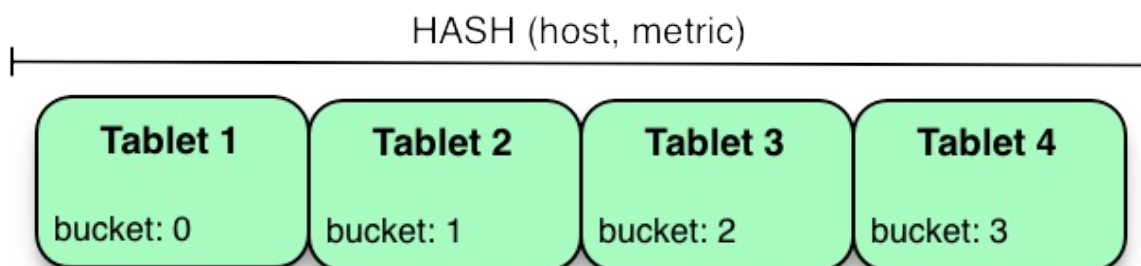 HASH (host, metric)
Tablet 1 Tablet 2 Tablet 3 Tablet 4
bucket: 0 bucket: 1 bucket: 2 bucket: 3